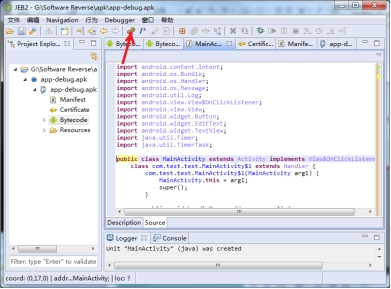 JEB2 - G:\Software Reverse\apk\app-debug.apk
文件 编辑 Navigation 行为 Debugger 窗口 帮助
Project Explo...
G:\Software Reverse\a
app-debug.apk
app-debug.apk
Manifest
Certificate
Bytecode
Resources
Filter: type "Enter" to validate
Byteco...
Byteco...
MainAc...
Certific...
Manifes...
app-d...
import android.content.Intent;
import android.os.Bundle;
import android.os.Handler;
import android.os.Message;
import android.util.Log;
import android.view.View$OnClickListener;
import android.view.View;
import android.widget.Button;
import android.widget.EditText;
import android.widget.TextView;
import java.util.Timer;
import java.util.TimerTask;
public class MainActivity extends Activity implements View$OnClickListene
class com.test.test.MainActivity$1 extends Handler {
com.test.test.MainActivity$1(MainActivity arg1) {
MainActivity.this = arg1;
super();
}
Description Source
Logger Console
Unit "MainActivity" (java) was created
coord: (0,17,0) | addr...MainActivity; | loc: ?